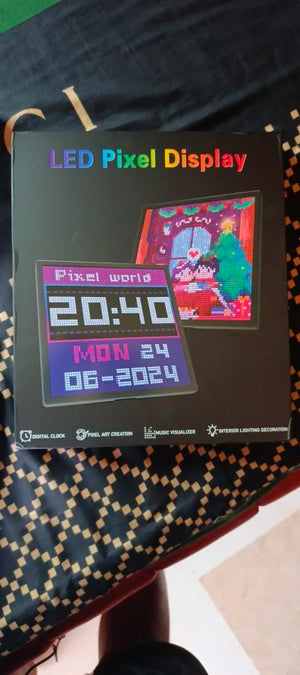 LED Pixel Display
Pixel world
20:40
MON 24
06-2024
DIGITAL CLOCK
PIXEL ART CREATION
MUSIC VISUALIZER
INTERIOR LIGHTING DECORATION